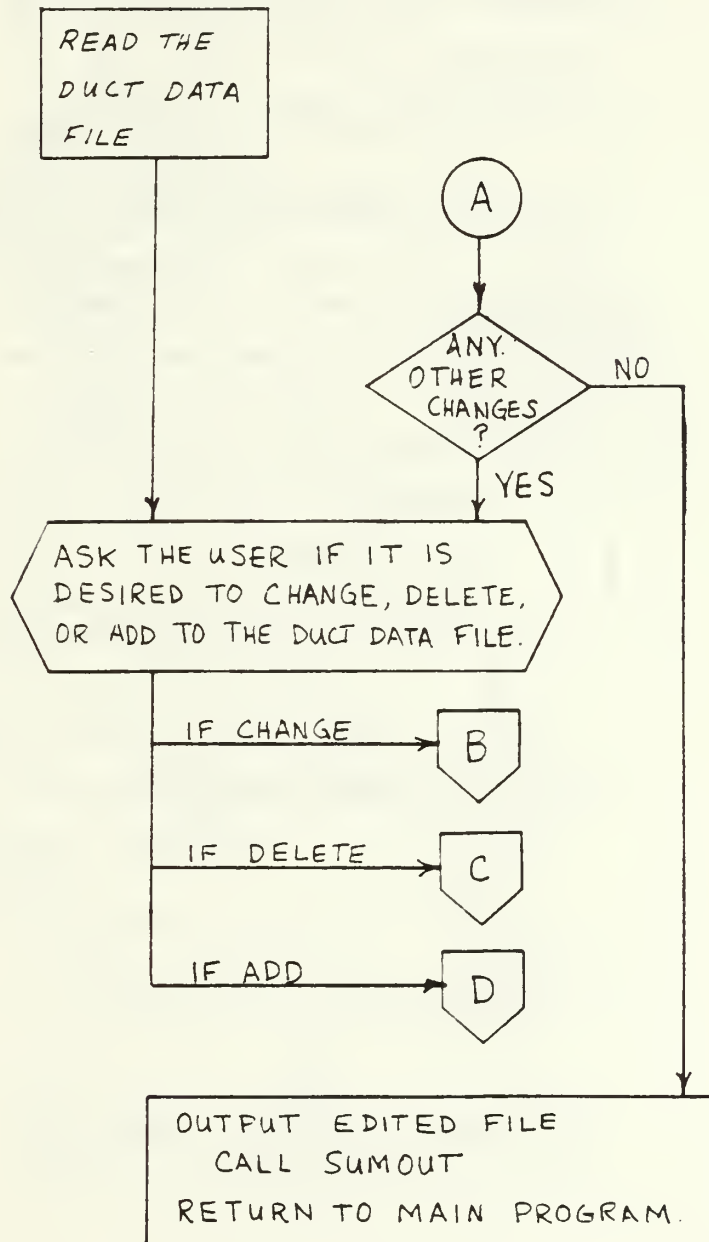 READ THE
DUCT DATA
FILE
A
ANY.
OTHER
CHANGES
?
NO
YES
ASK THE USER IF IT IS
DESIRED TO CHANGE, DELETE,
OR ADD TO THE DUCT DATA FILE.
IF CHANGE
B
IF DELETE
C
IF ADD
D
OUTPUT EDITED FILE
CALL SUMOUT
RETURN TO MAIN PROGRAM.